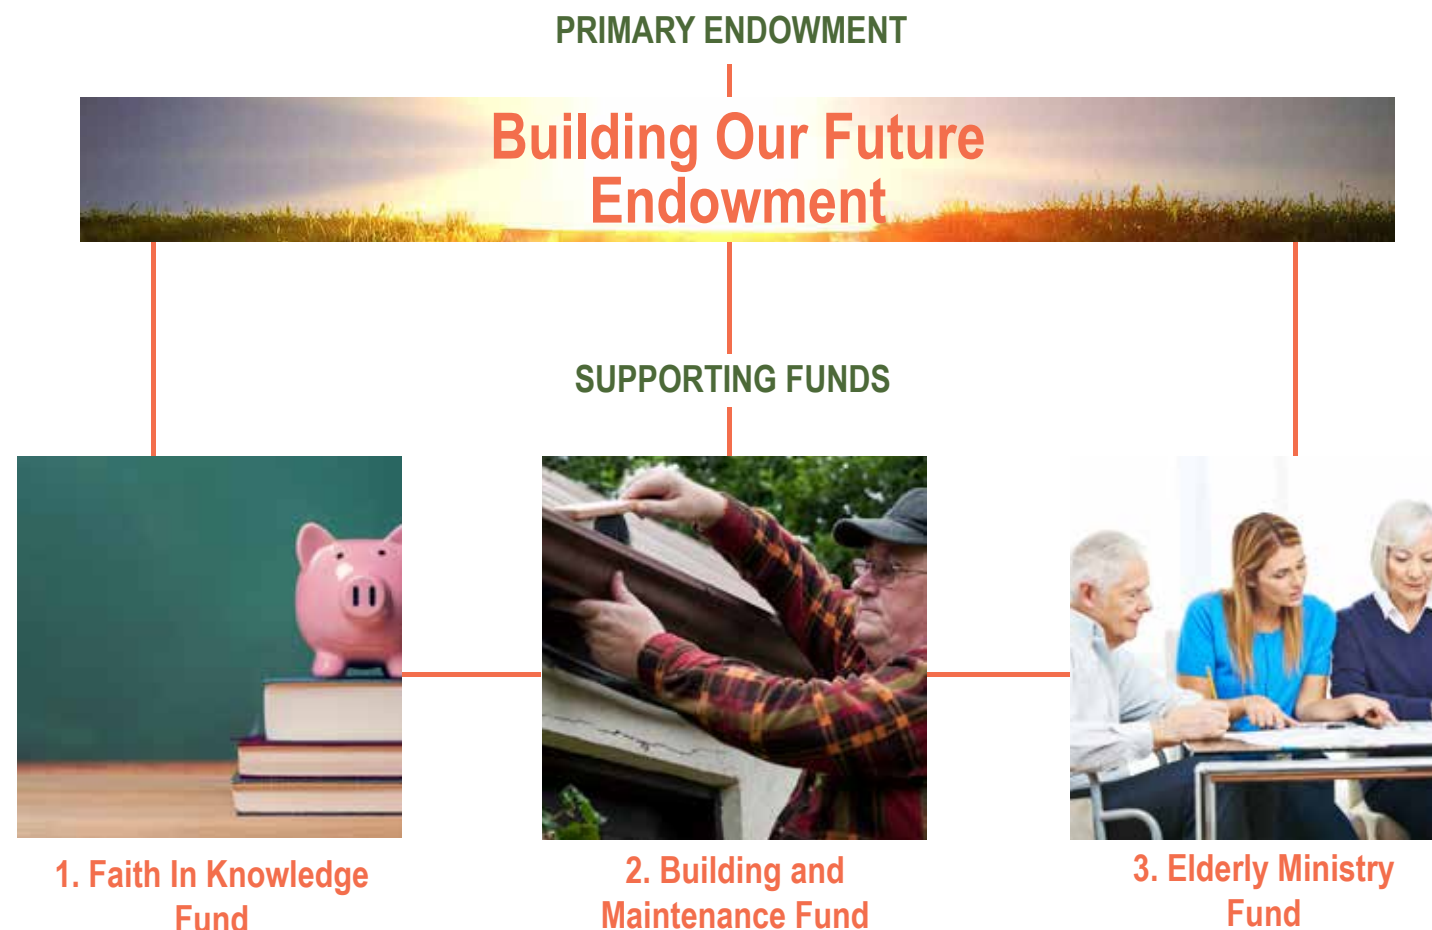 PRIMARY ENDOWMENT
Building Our Future
Endowment
SUPPORTING FUNDS
1. Faith In Knowledge
Fund
2. Building and
Maintenance Fund
3. Elderly Ministry
Fund